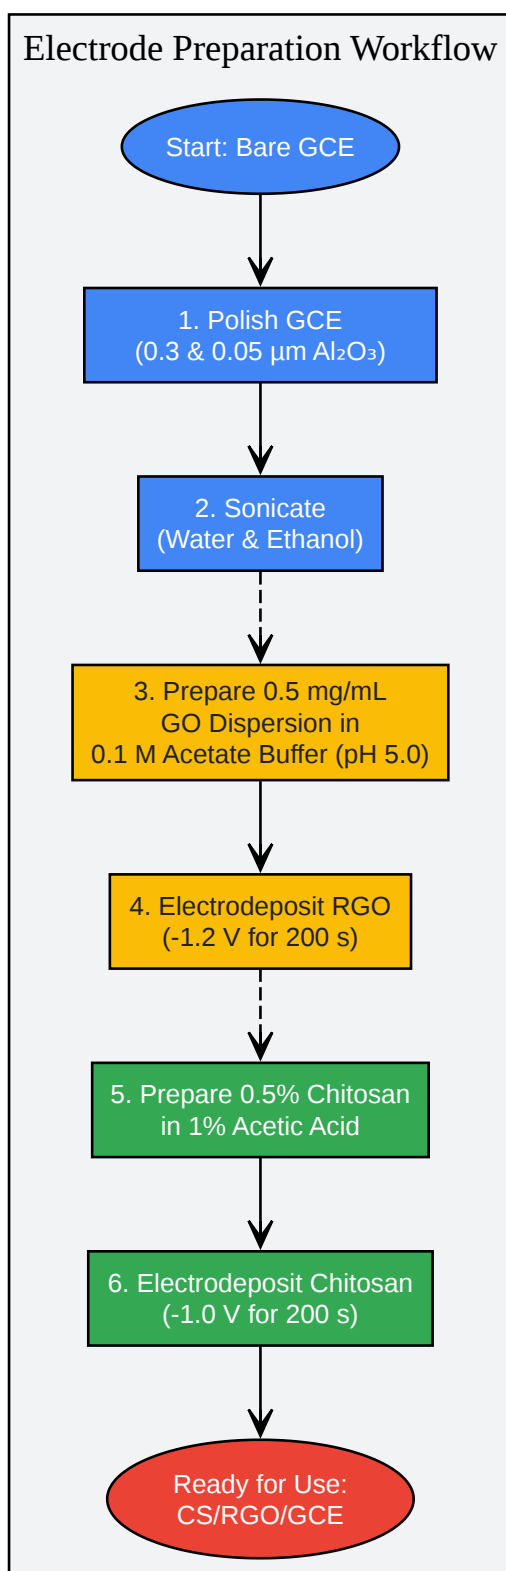 Electrode Preparation Workflow
Start: Bare GCE
1. Polish GCE
(0.3 & 0.05 µm Al₂O₃)
2. Sonicate
(Water & Ethanol)
3. Prepare 0.5 mg/mL
GO Dispersion in
0.1 M Acetate Buffer (pH 5.0)
4. Electrodeposit RGO
(-1.2 V for 200 s)
5. Prepare 0.5% Chitosan
in 1% Acetic Acid
6. Electrodeposit Chitosan
(-1.0 V for 200 s)
Ready for Use:
CS/RGO/GCE